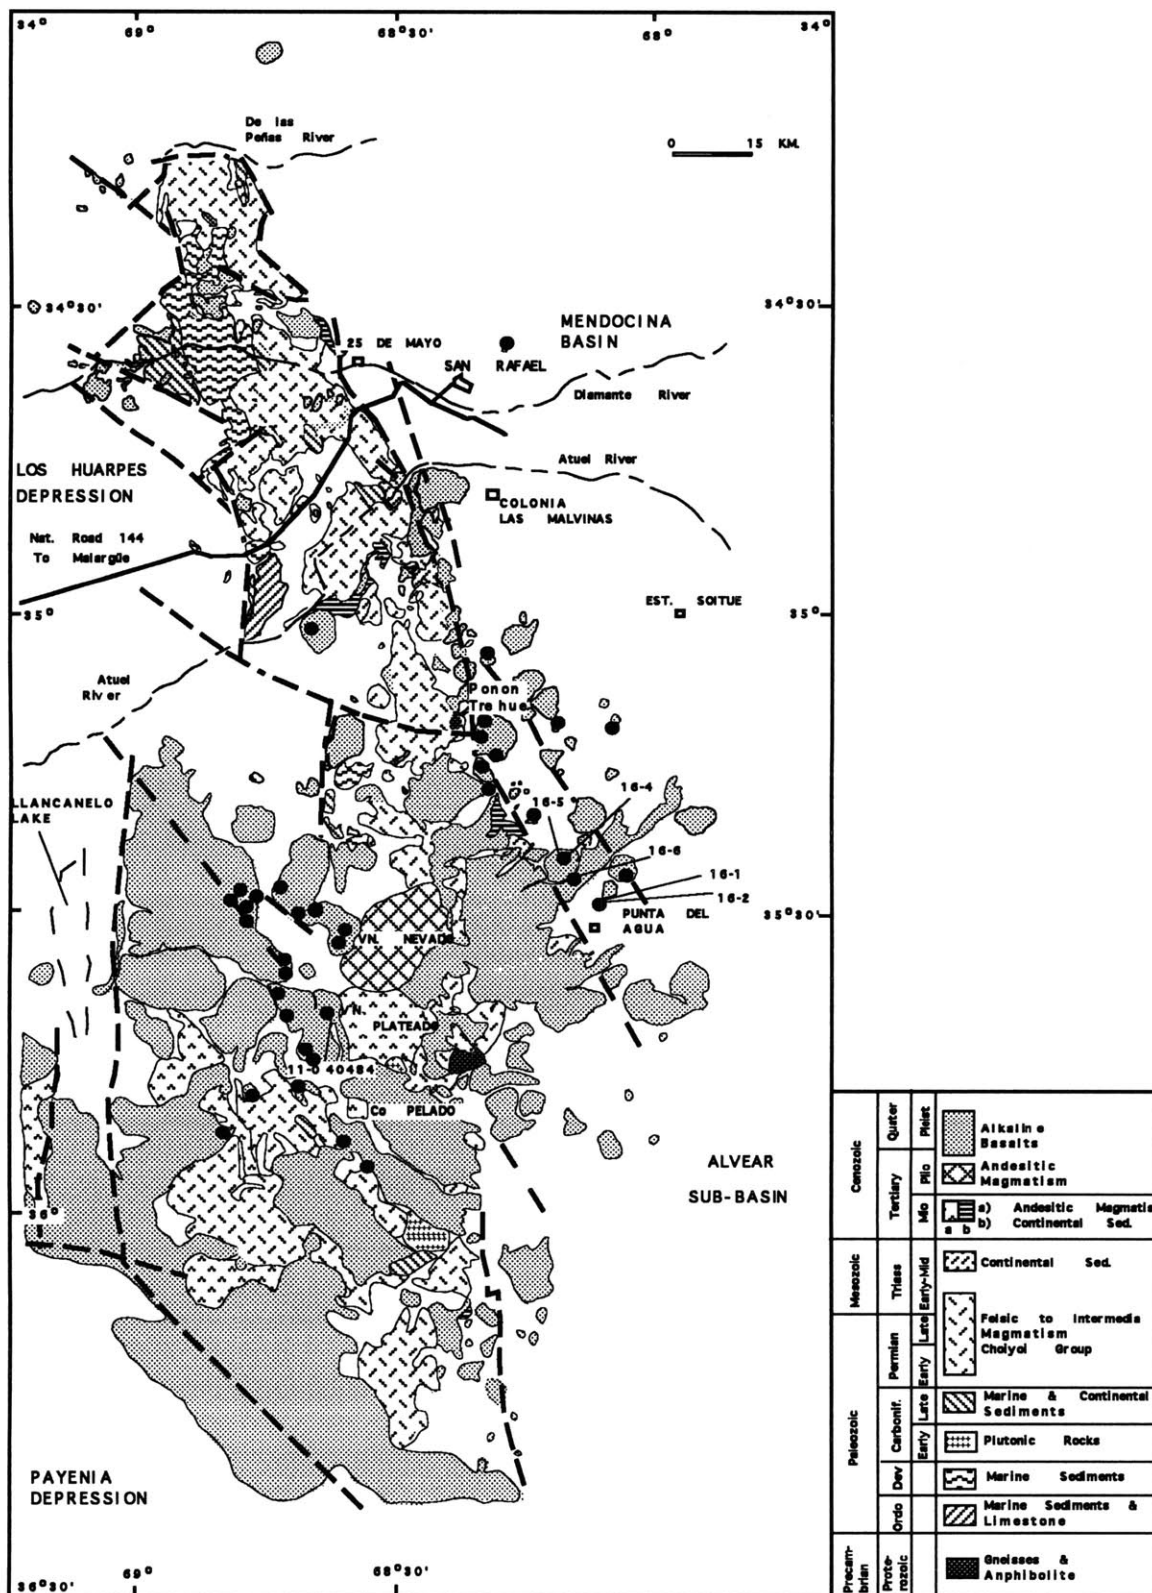 34°
69°
68°30'
68°
34°
De las
Peñas River
0 15 KM.
34°30'
34°30'
MENDOCINA
BASIN
25 DE MAYO
SAN RAFAEL
Diamante River
LOS HUARPES
DEPRESSION
Atuel River
COLONIA
LAS MALVINAS
Nat. Road 144
To Malargüe
EST. SOITUE
35°
35°
Atuel
River
Ponon
Trehue
LLANCANELO
LAKE
16-5
16-4
16-6
16-1
16-2
35°30'
PUNTA DEL
AGUA
VN. NEVADO
VN.
PLATEADO
11-040484
Co PELADO
ALVEAR
SUB-BASIN
36°
PAYENIA
DEPRESSION
36°30'
69°
68°30'
Cenozoic
Quater
Pleist
Alkaline
Basalts
Tertiary
Plio
Andesitic
Magmatism
Mio
a b
a) Andesitic Magmatis
b) Continental Sed.
Mesozoic
Triass
Early-Mid
Continental Sed.
Paleozoic
Permian
Late
Early
Felsic to Intermedia
Magmatism
Choiyoi Group
Carbonif.
Late
Marine & Continental
Sediments
Early
Plutonic Rocks
Dev
Marine Sediments
Ordo
Marine Sediments &
Limestone
Precam-
brian
Prote-
rozoic
Gneisses &
Anphibolite